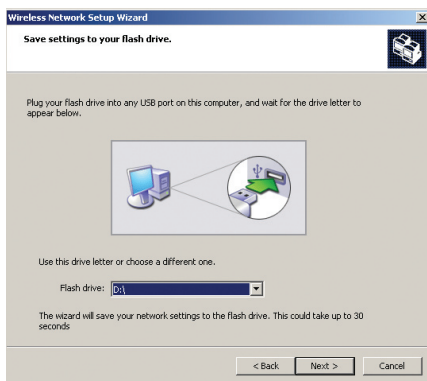 Wireless Network Setup Wizard
Save settings to your flash drive.
Plug your flash drive into any USB port on this computer, and wait for the drive letter to
appear below.
Use this drive letter or choose a different one.
Flash drive: D:\
The wizard will save your network settings to the flash drive. This could take up to 30
seconds
< Back Next > Cancel